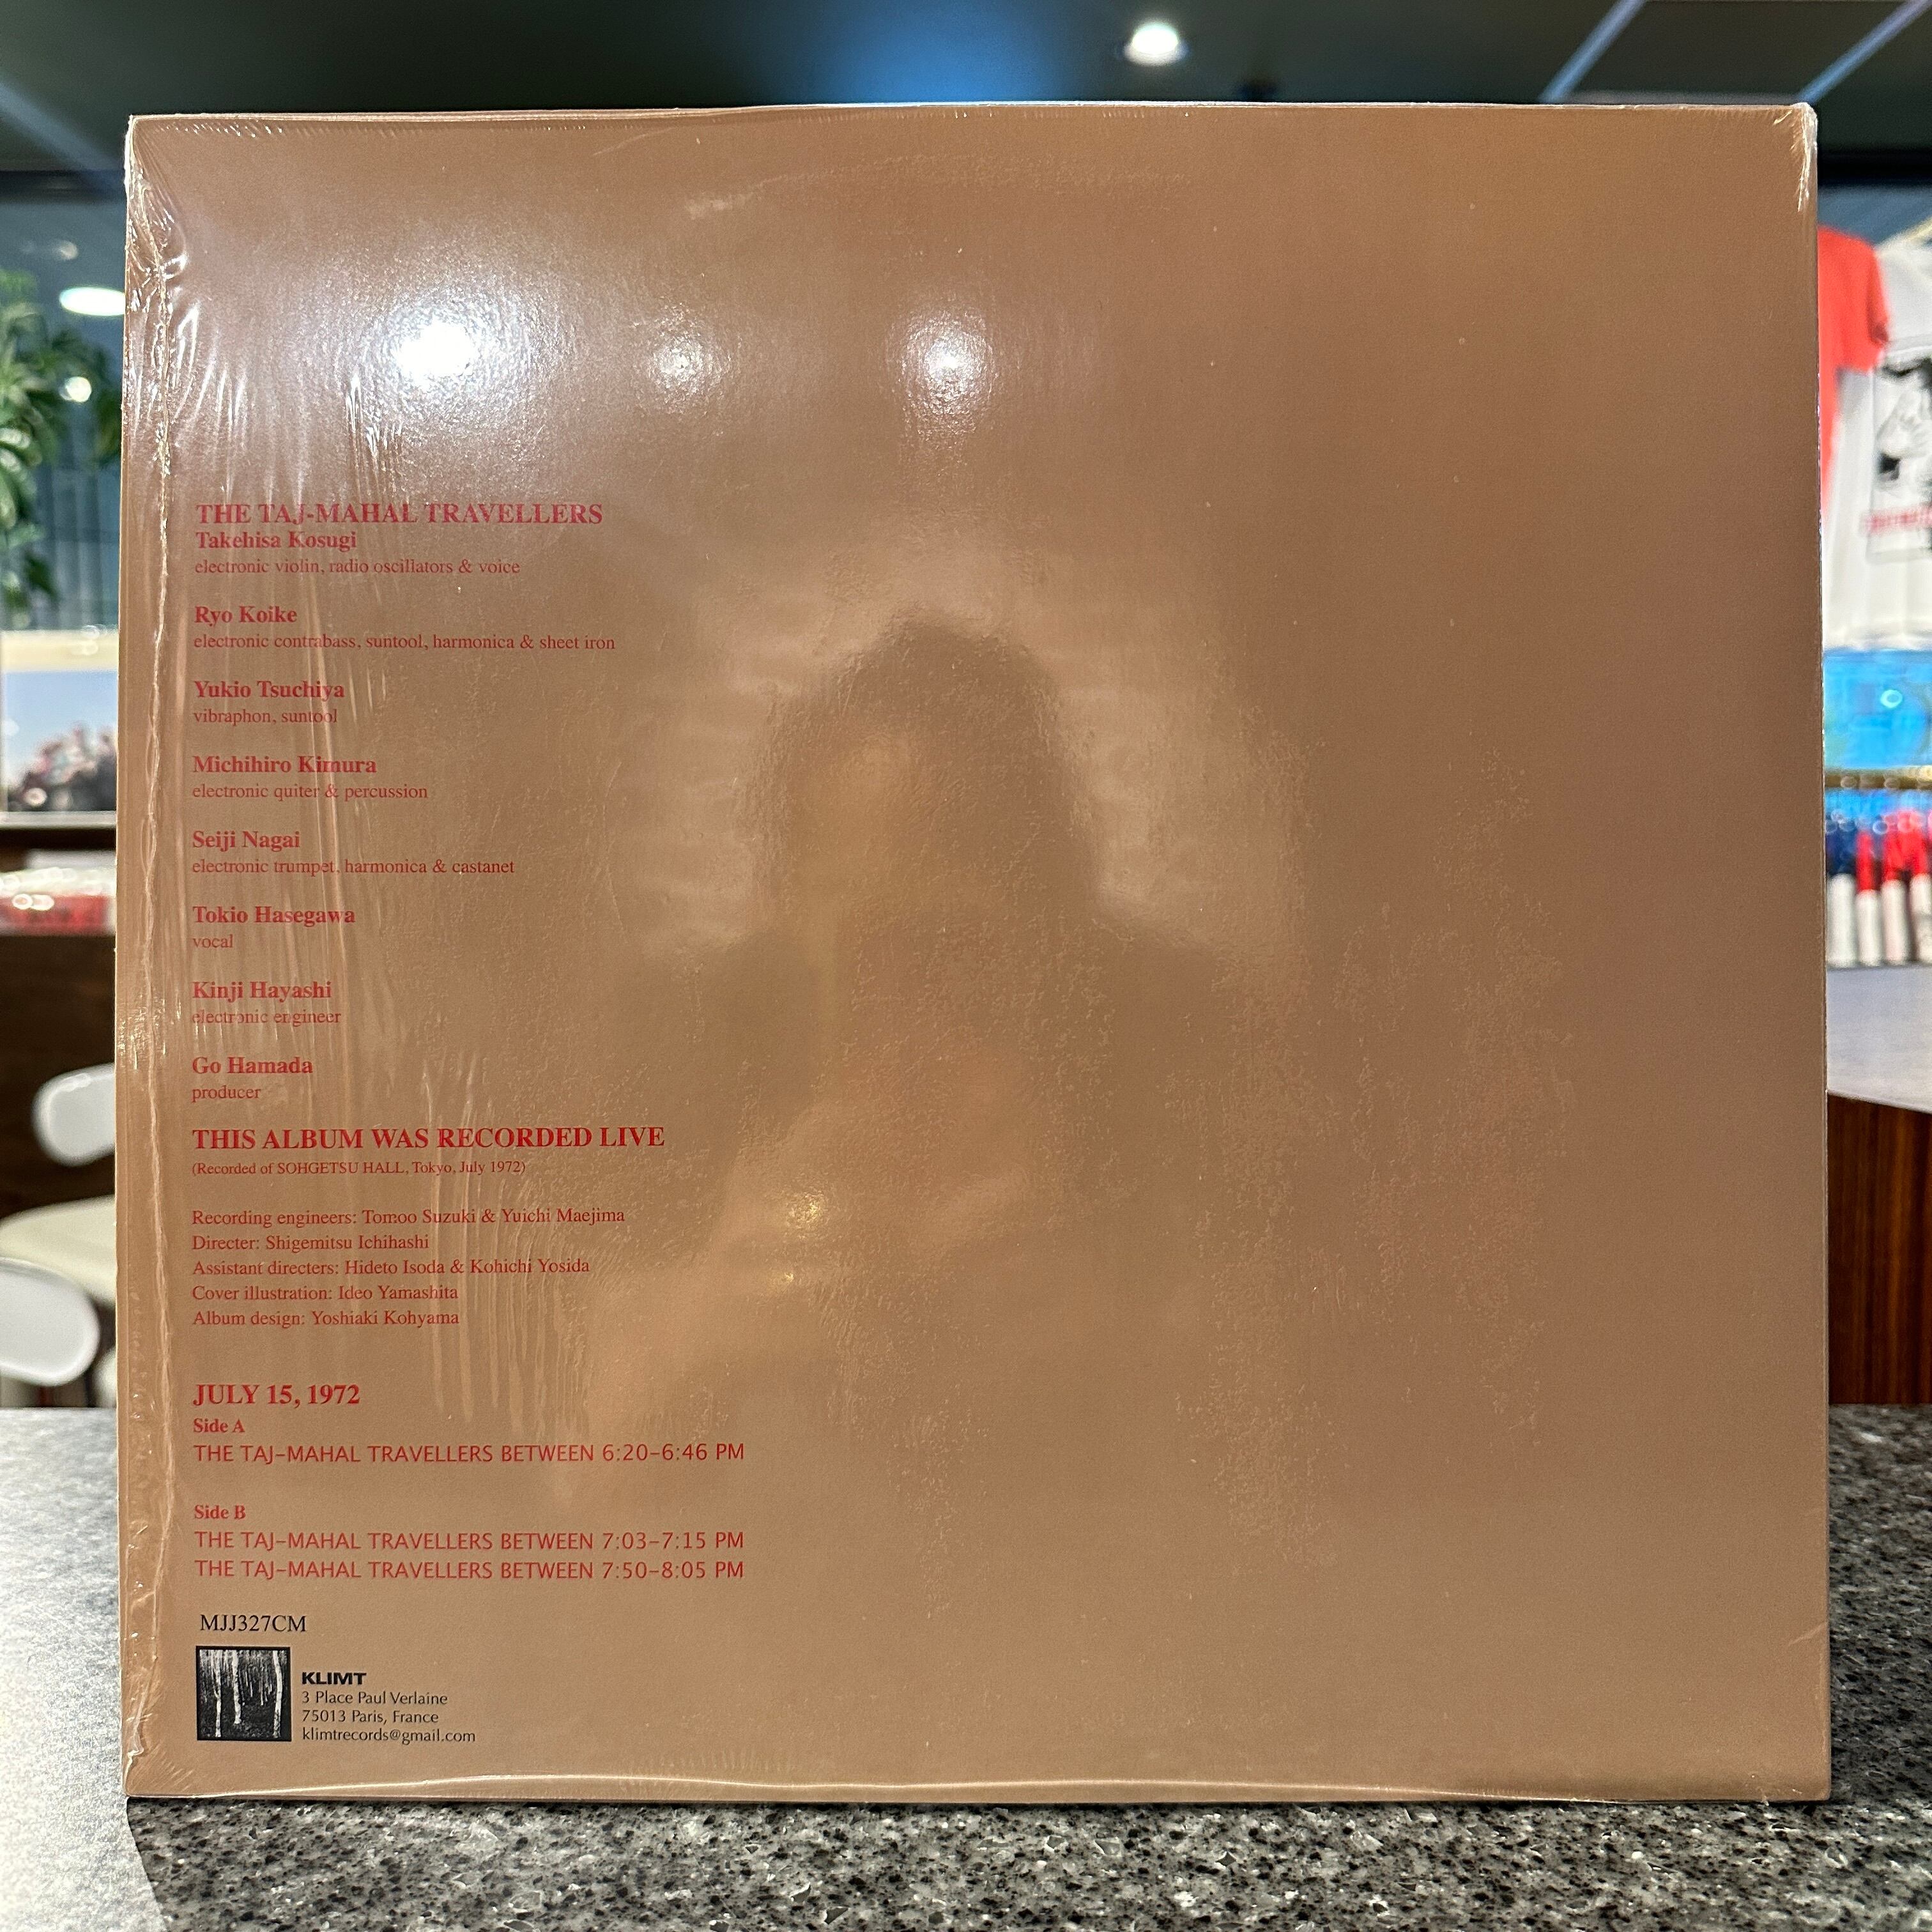 THE TAJ-MAHAL TRAVELLERS
Takehisa Kosugi
electronic violin, radio oscillators & voice
Ryo Koike
electronic contrabass, suntool, harmonica & sheet iron
Yukio Tsuchiya
vibraphon, suntool
Michihiro Kimura
electronic quiter & percussion
Seiji Nagai
electronic trumpet, harmonica & castanet
Tokio Hasegawa
vocal
Kinji Hayashi
electronic engineer
Go Hamada
producer
THIS ALBUM WAS RECORDED LIVE
(Recorded of SOHGETSU HALL, Tokyo, July 1972)
Recording engineers: Tomoo Suzuki & Yuichi Maejima
Directer: Shigemitsu Ichihashi
Assistant directers: Hideto Isoda & Kohichi Yosida
Cover illustration: Ideo Yamashita
Album design: Yoshiaki Kohyama
JULY 15, 1972
Side A
THE TAJ-MAHAL TRAVELLERS BETWEEN 6:20-6:46 PM
Side B
THE TAJ-MAHAL TRAVELLERS BETWEEN 7:03-7:15 PM
THE TAJ-MAHAL TRAVELLERS BETWEEN 7:50-8:05 PM
MJJ327CM
KLIMT
3 Place Paul Verlaine
75013 Paris, France
klimtrecords@gmail.com